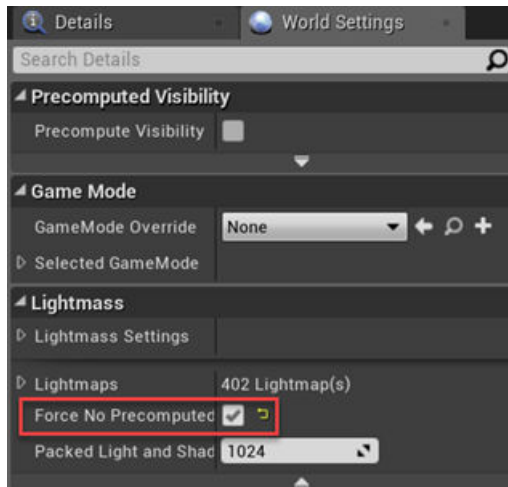 Details
World Settings
Search Details
Precomputed Visibility
Precompute Visibility
Game Mode
GameMode Override None
Selected GameMode
Lightmass
Lightmass Settings
Lightmaps 402 Lightmap(s)
Force No Precomputed
Packed Light and Shad 1024